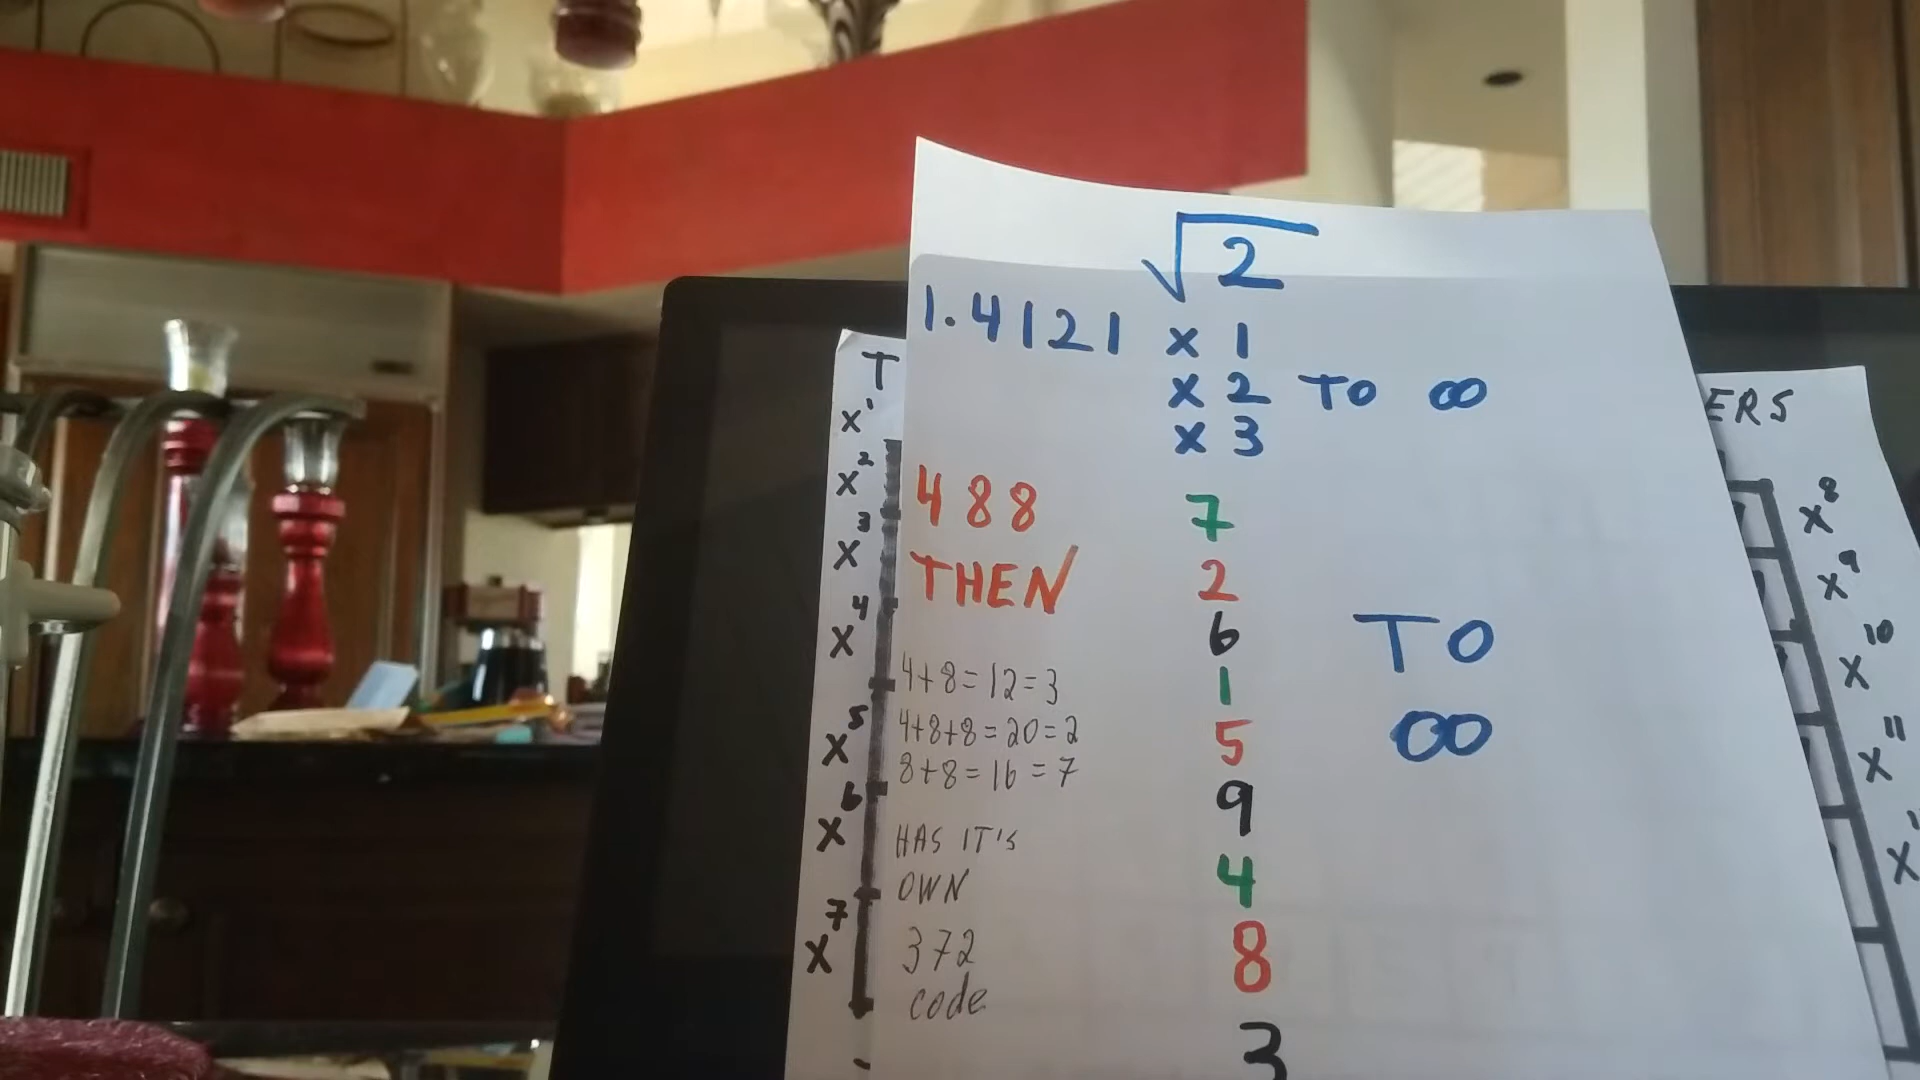 √2
1.4121 x 1
x 2 TO ∞
x 3
488
THEN
7
2
6
1
5
9
4
8
3
TO
∞
4+8=12=3
4+8+8=20=2
8+8=16=7
HAS IT'S
OWN
372
code
T
x¹
x²
x³
x⁴
x⁵
x⁶
x⁷
ERS
x⁸
x⁹
x¹⁰
x¹¹